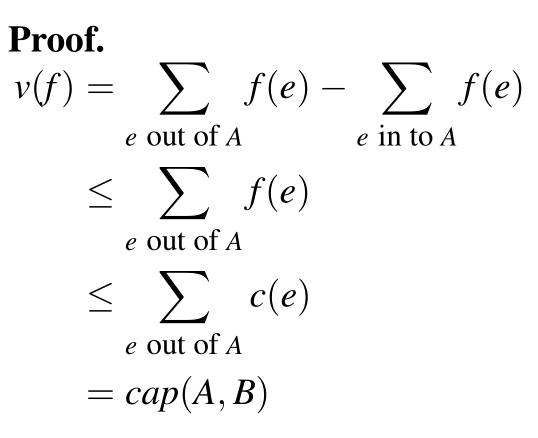 Proof.
v(f) = ∑ f(e) − ∑ f(e)
e out of A e in to A
≤ ∑ f(e)
e out of A
≤ ∑ c(e)
e out of A
= cap(A, B)